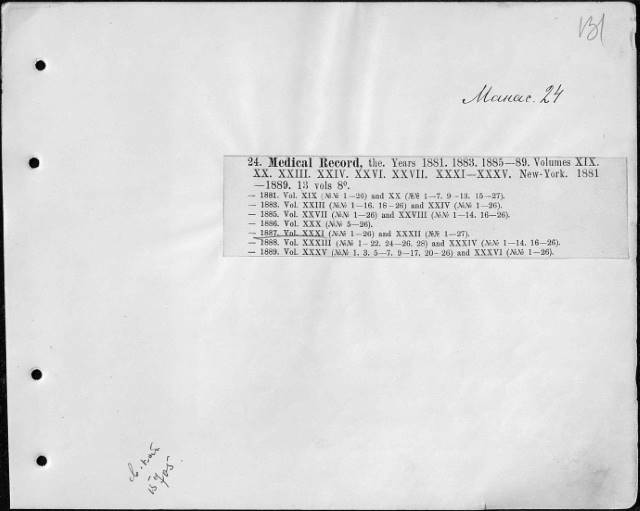 131
Манас. 24
24. Medical Record, the. Years 1881. 1883. 1885—89. Volumes XIX.
XX. XXIII. XXIV. XXVI. XXVII. XXXI—XXXV. New-York. 1881
—1889. 13 vols 8º.
— 1881. Vol. XIX (№№ 1—26) and XX (№№ 1—7. 9—13. 15—27).
— 1883. Vol. XXIII (№№ 1—16. 18—26) and XXIV (№№ 1—26).
— 1885. Vol. XXVII (№№ 1—26) and XXVIII (№№ 1—14. 16—26).
— 1886. Vol. XXX (№№ 5—26).
— 1887. Vol. XXXI (№№ 1—26) and XXXII (№№ 1—27).
— 1888. Vol. XXXIII (№№ 1—22. 24—26. 28) and XXXIV (№№ 1—14. 16—26).
— 1889. Vol. XXXV (№№ 1. 3. 5—7. 9—17. 20—26) and XXXVI (№№ 1—26).